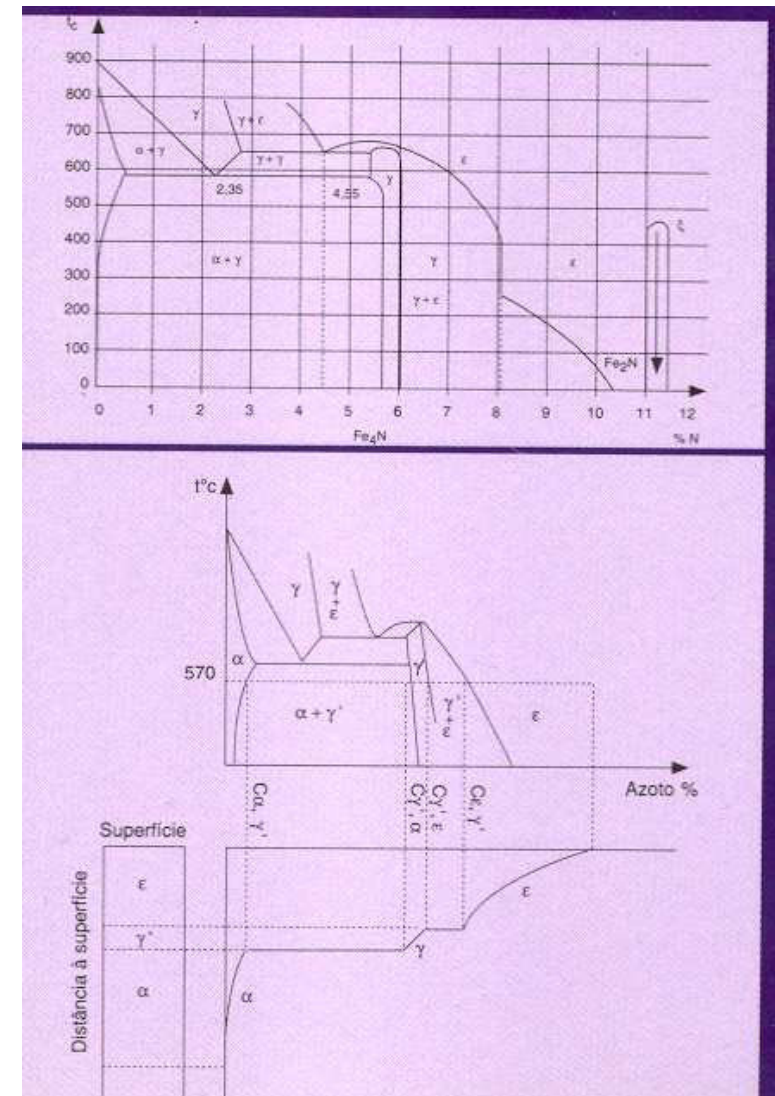 t°c
900
800
700
600
500
400
300
200
100
0
γ
γ+ε
α+γ
γ+γ
γ
ε
2,35
4,55
ζ
α+γ
γ
ε
γ+ε
Fe₂N
0 1 2 3 4 5 6 7 8 9 10 11 12
Fe₄N
% N
t°c
γ
γ
+
ε
α
γ
570
α+γ'
γ'
+
ε
ε
Azoto %
Cα, γ'
Cγ', α
Cγ', ε
Cε, γ'
Superfície
Distância à superfície
ε
γ'
α
ε
γ
α